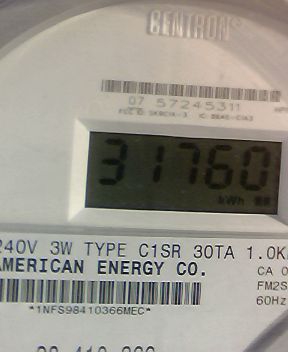 CENTRON®
07 57245311
31760
kWh
240V 3W TYPE C1SR 30TA 1.0K
AMERICAN ENERGY CO.
CA 0
FM2S
60Hz
*1NFS98410366MEC*